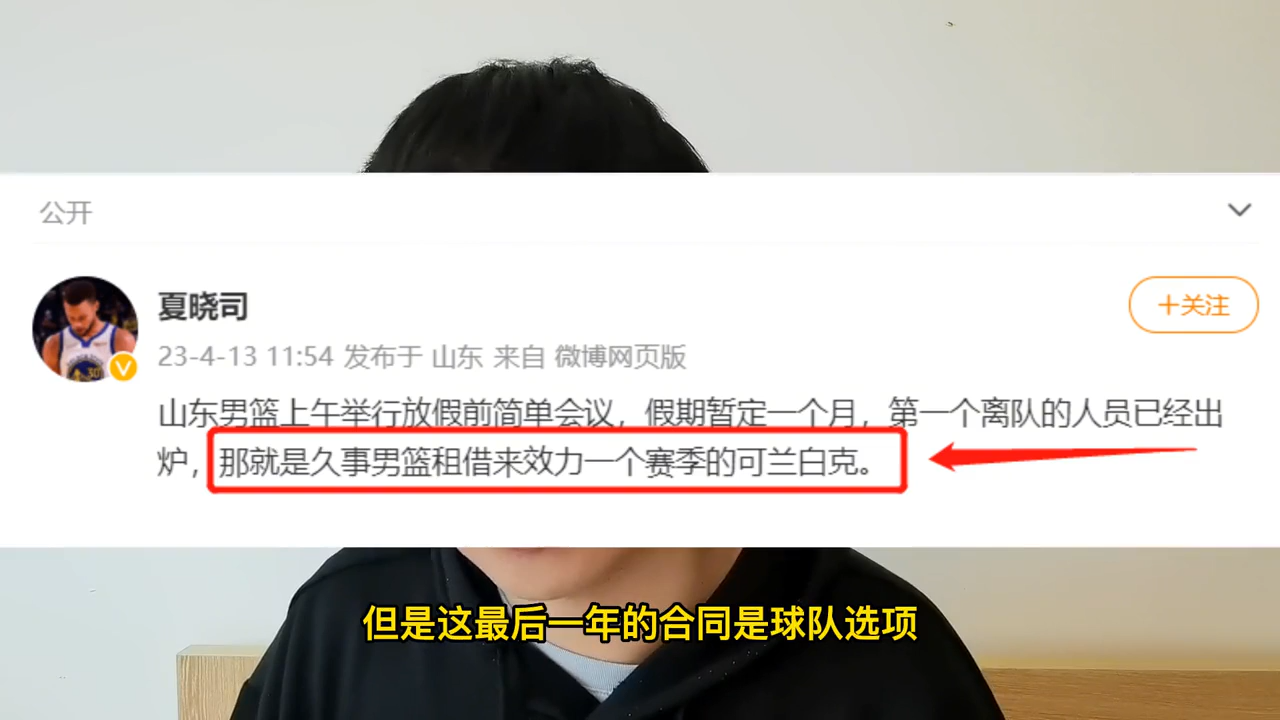 公开
夏晓司
+关注
23-4-13 11:54 发布于 山东 来自 微博网页版
山东男篮上午举行放假前简单会议，假期暂定一个月，第一个离队的人员已经出
炉，那就是久事男篮租借来效力一个赛季的可兰白克。
但是这最后一年的合同是球队选项